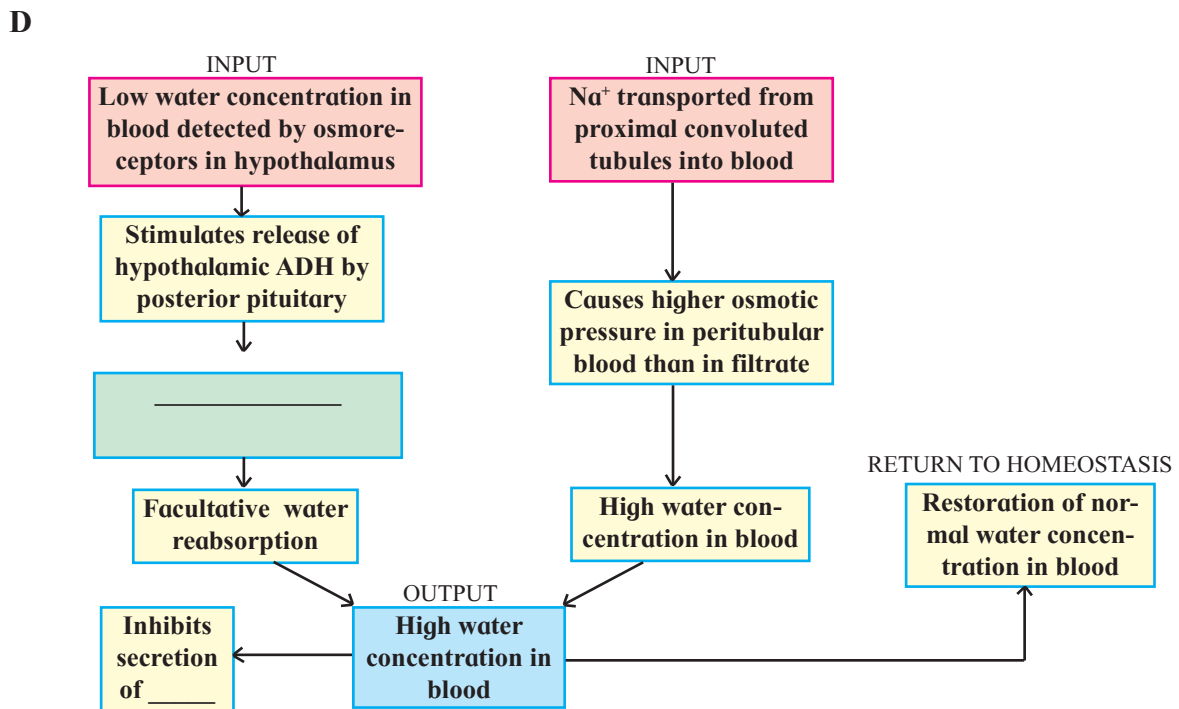 D
INPUT
Low water concentration in
blood detected by osmore-
ceptors in hypothalamus
Stimulates release of
hypothalamic ADH by
posterior pituitary
____________________
Facultative water
reabsorption
INPUT
Na⁺ transported from
proximal convoluted
tubules into blood
Causes higher osmotic
pressure in peritubular
blood than in filtrate
High water con-
centration in blood
OUTPUT
High water
concentration in
blood
Inhibits
secretion
of ______
RETURN TO HOMEOSTASIS
Restoration of nor-
mal water concen-
tration in blood